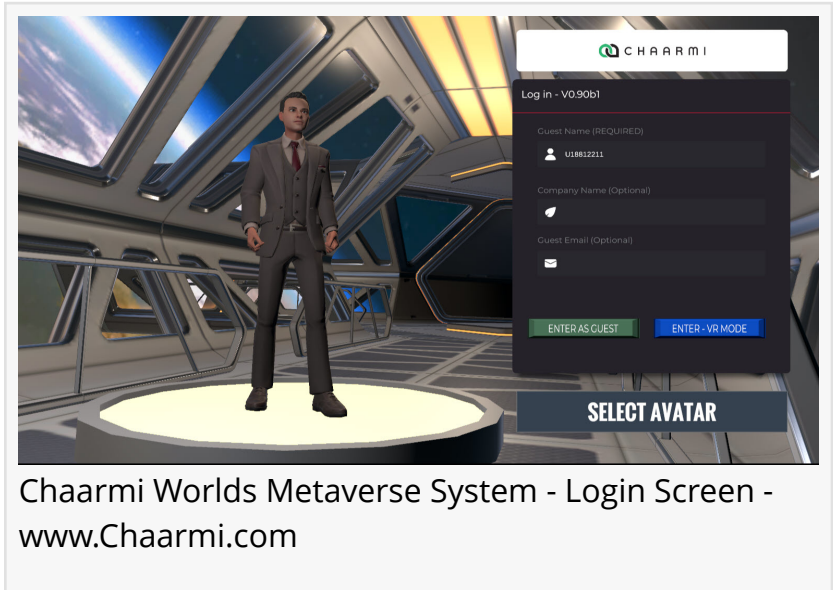 CHAARMI
Log in - V0.90b1
Guest Name (REQUIRED)
U18812211
Company Name (Optional)
Guest Email (Optional)
ENTER AS GUEST
ENTER - VR MODE
SELECT AVATAR
Chaarmi Worlds Metaverse System - Login Screen -
www.Chaarmi.com